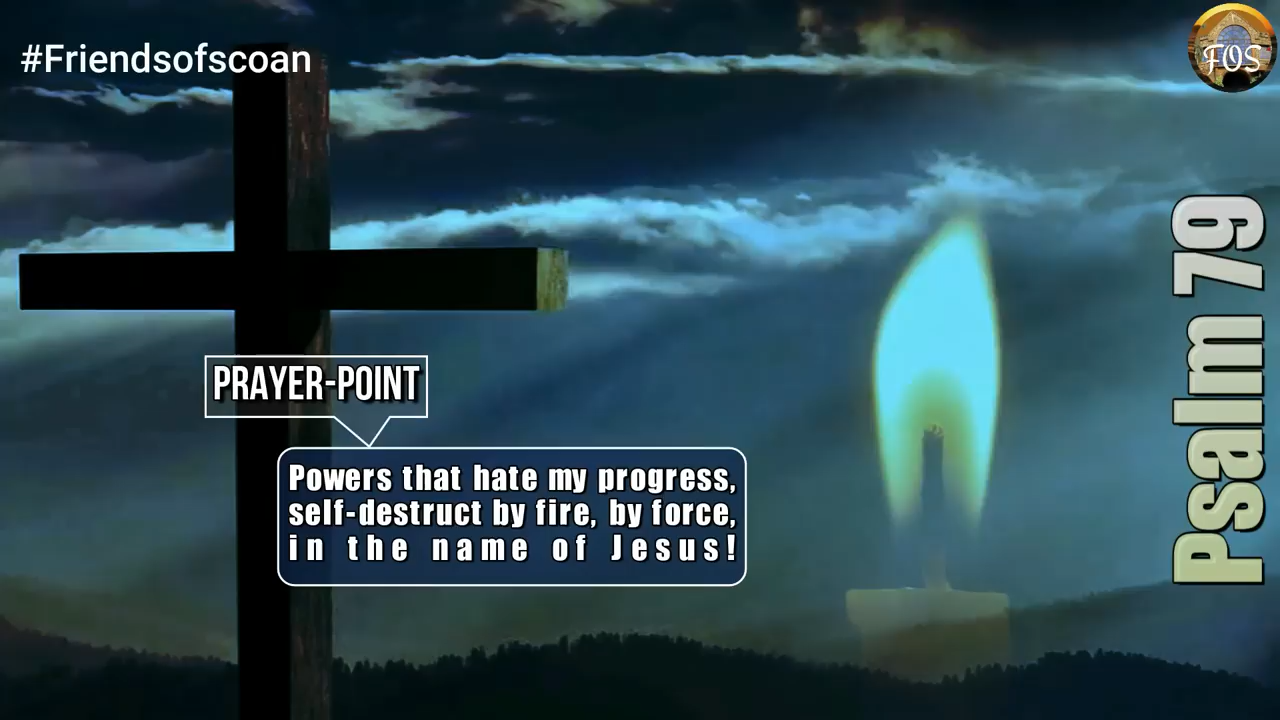 #Friendsofscoan
FOS
PRAYER-POINT
Powers that hate my progress,
self-destruct by fire, by force,
in the name of Jesus!
Psalm 79